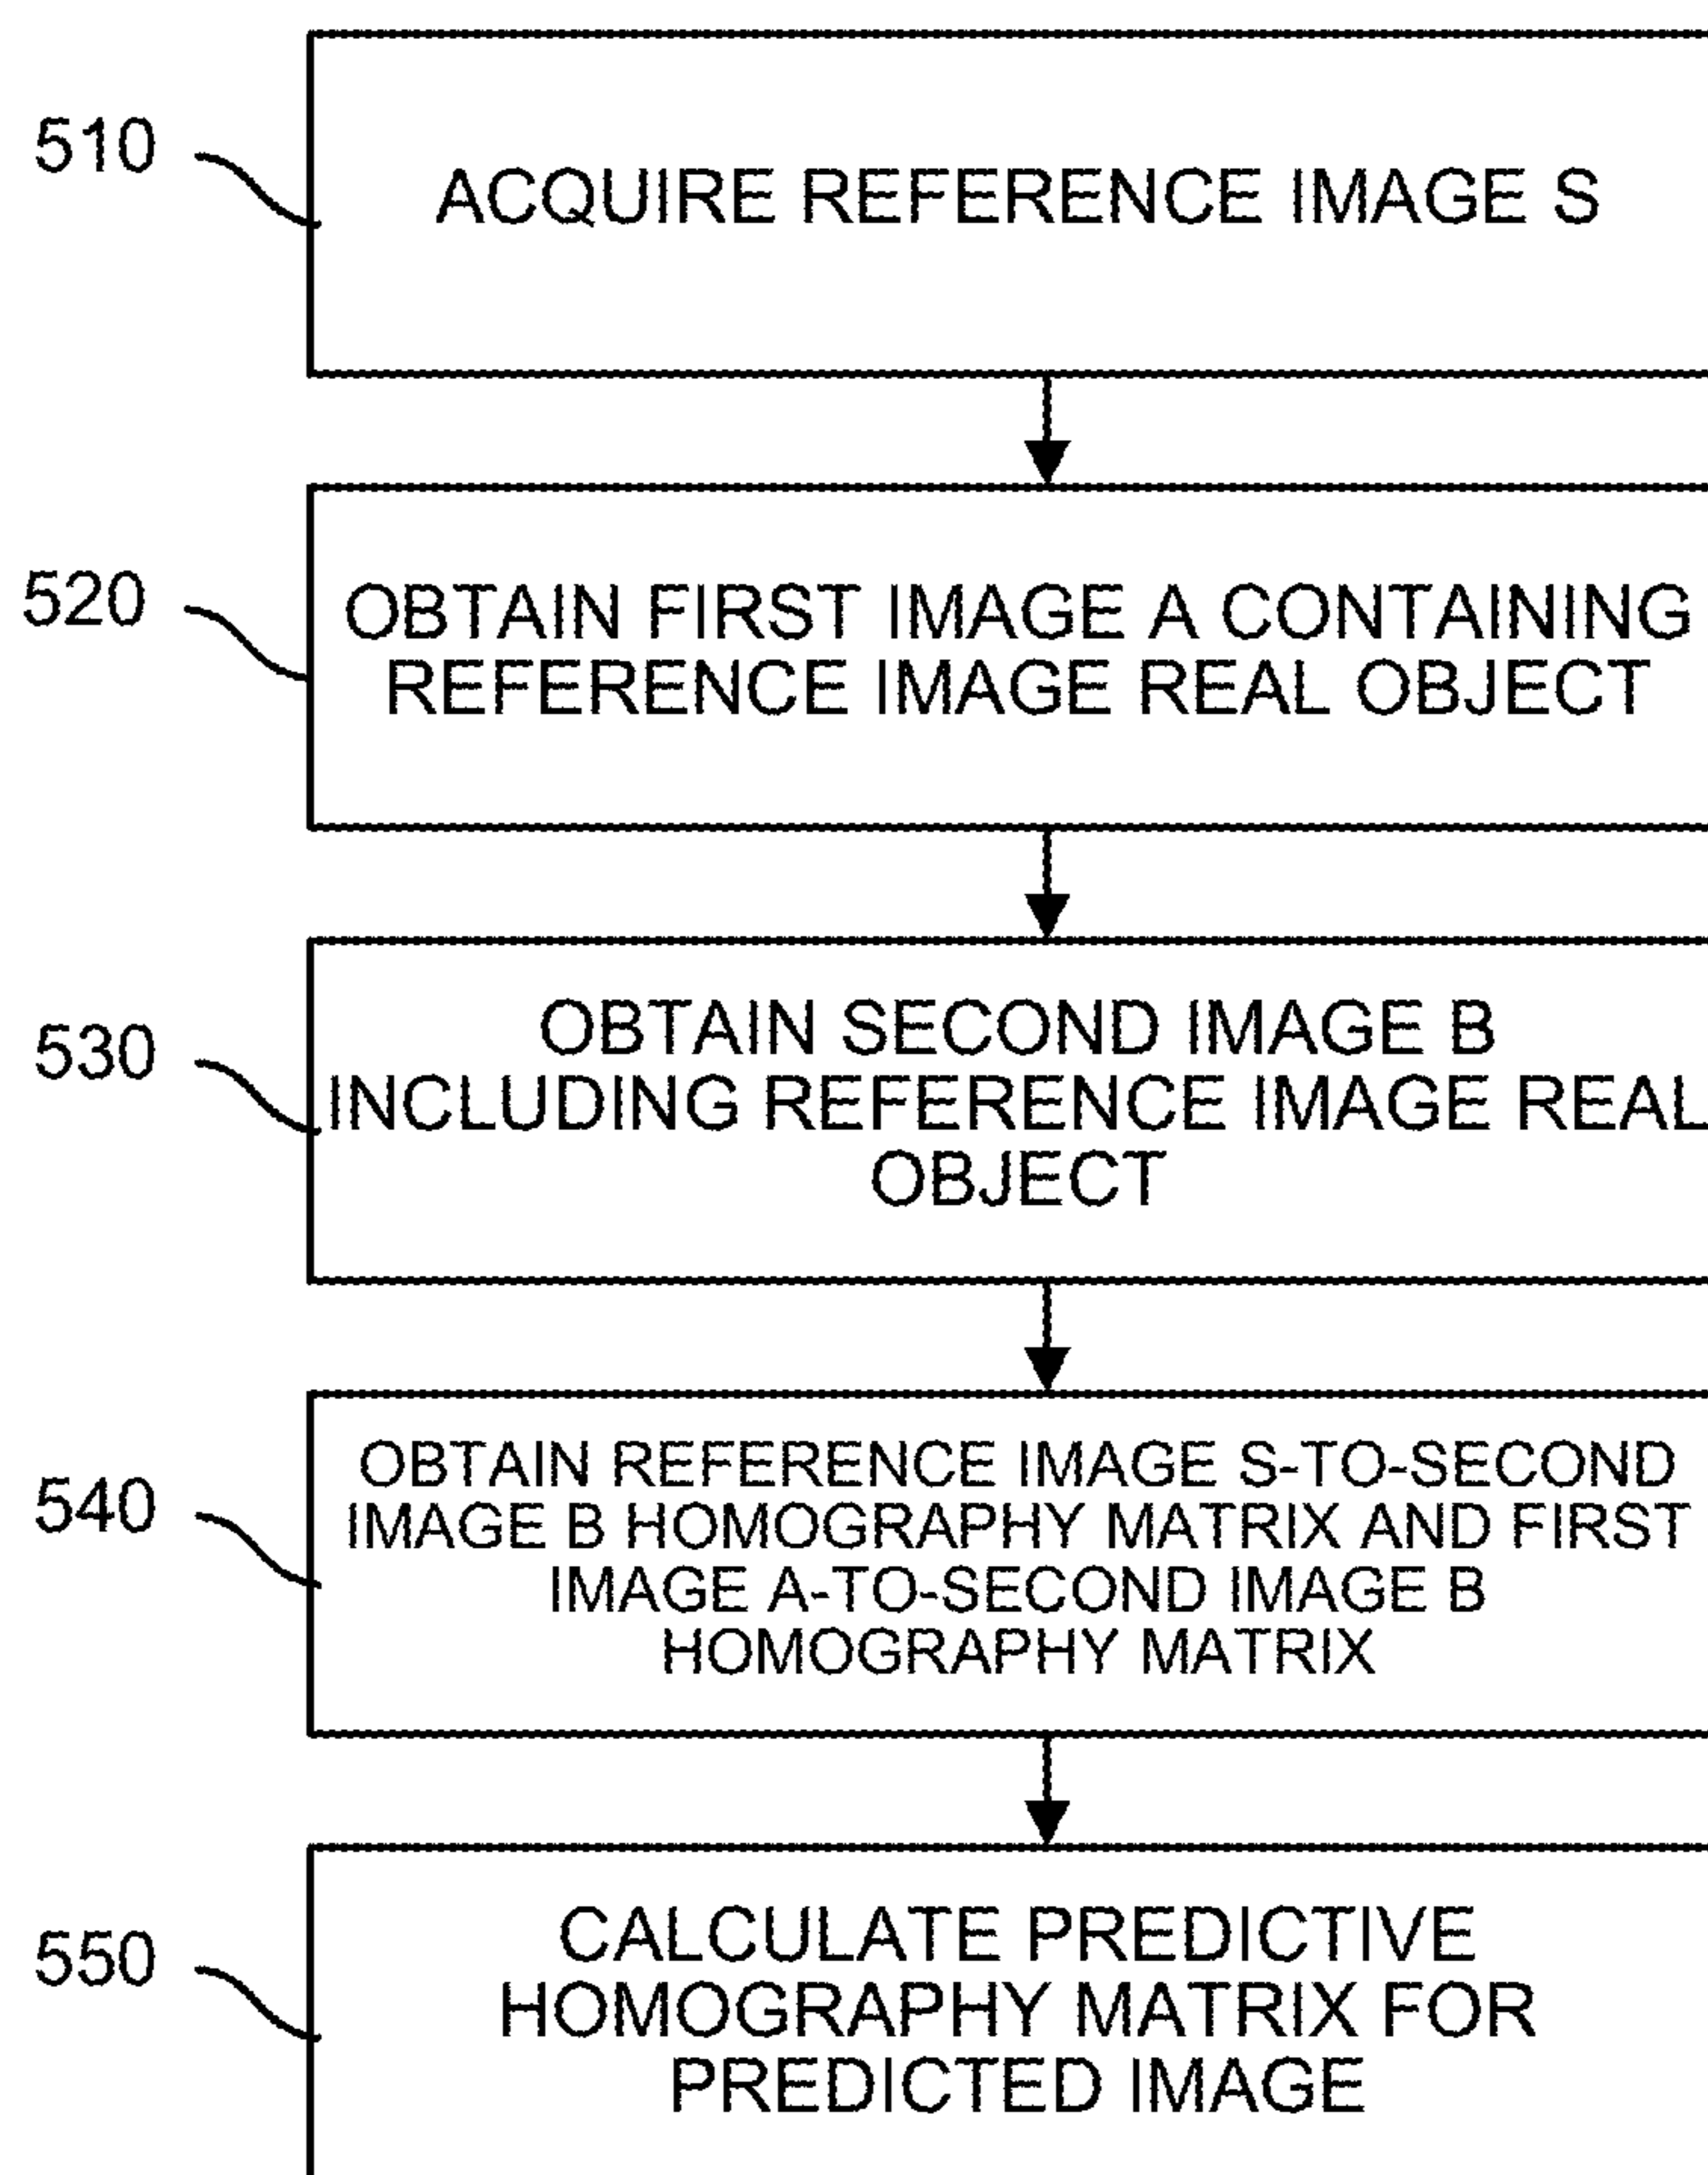 510
ACQUIRE REFERENCE IMAGE S
520
OBTAIN FIRST IMAGE A CONTAINING
REFERENCE IMAGE REAL OBJECT
530
OBTAIN SECOND IMAGE B
INCLUDING REFERENCE IMAGE REAL
OBJECT
540
OBTAIN REFERENCE IMAGE S-TO-SECOND
IMAGE B HOMOGRAPHY MATRIX AND FIRST
IMAGE A-TO-SECOND IMAGE B
HOMOGRAPHY MATRIX
550
CALCULATE PREDICTIVE
HOMOGRAPHY MATRIX FOR
PREDICTED IMAGE